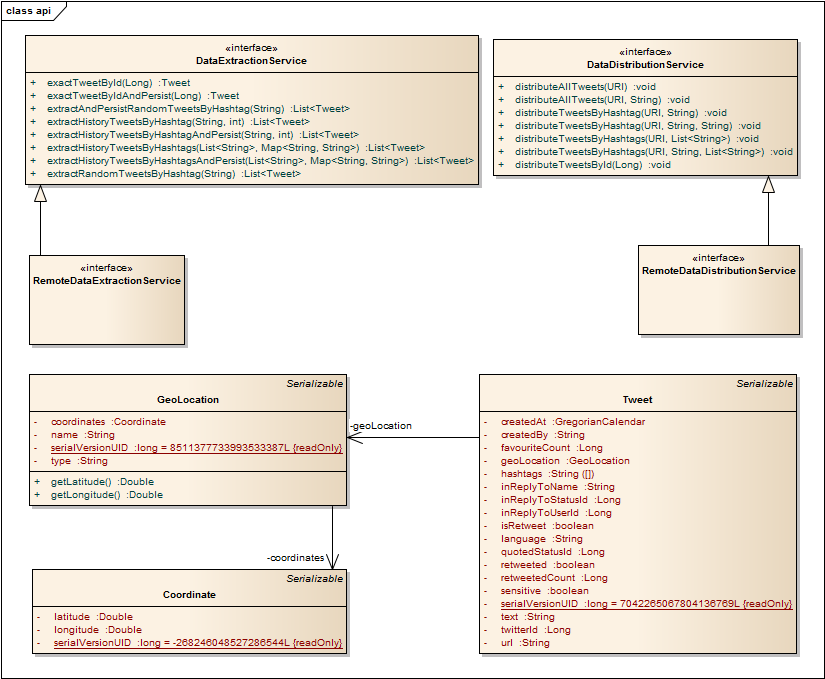 class api
«interface»
DataExtractionService
+ exactTweetById(Long) :Tweet
+ exactTweetByIdAndPersist(Long) :Tweet
+ extractAndPersistRandomTweetsByHashtag(String) :List<Tweet>
+ extractHistoryTweetsByHashtag(String, int) :List<Tweet>
+ extractHistoryTweetsByHashtagAndPersist(String, int) :List<Tweet>
+ extractHistoryTweetsByHashtags(List<String>, Map<String, String>) :List<Tweet>
+ extractHistoryTweetsByHashtagsAndPersist(List<String>, Map<String, String>) :List<Tweet>
+ extractRandomTweetsByHashtag(String) :List<Tweet>
«interface»
DataDistributionService
+ distributeAllTweets(URI) :void
+ distributeAllTweets(URI, String) :void
+ distributeTweetsByHashtag(URI, String) :void
+ distributeTweetsByHashtag(URI, String, String) :void
+ distributeTweetsByHashtags(URI, List<String>) :void
+ distributeTweetsByHashtags(URI, String, List<String>) :void
+ distributeTweetsById(Long) :void
«interface»
RemoteDataExtractionService
«interface»
RemoteDataDistributionService
Serializable
GeoLocation
- coordinates :Coordinate
- name :String
- serialVersionUID :long = 8511377733993533387L {readOnly}
- type :String
+ getLatitude() :Double
+ getLongitude() :Double
-geoLocation
Serializable
Tweet
- createdAt :GregorianCalendar
- createdBy :String
- favouriteCount :Long
- geoLocation :GeoLocation
- hashtags :String ([])
- inReplyToName :String
- inReplyToStatusId :Long
- inReplyToUserId :Long
- isRetweet :boolean
- language :String
- quotedStatusId :Long
- retweeted :boolean
- retweetedCount :Long
- sensitive :boolean
- serialVersionUID :long = 7042265067804136769L {readOnly}
- text :String
- twitterId :Long
- url :String
-coordinates
Serializable
Coordinate
- latitude :Double
- longitude :Double
- serialVersionUID :long = -268246048527286544L {readOnly}